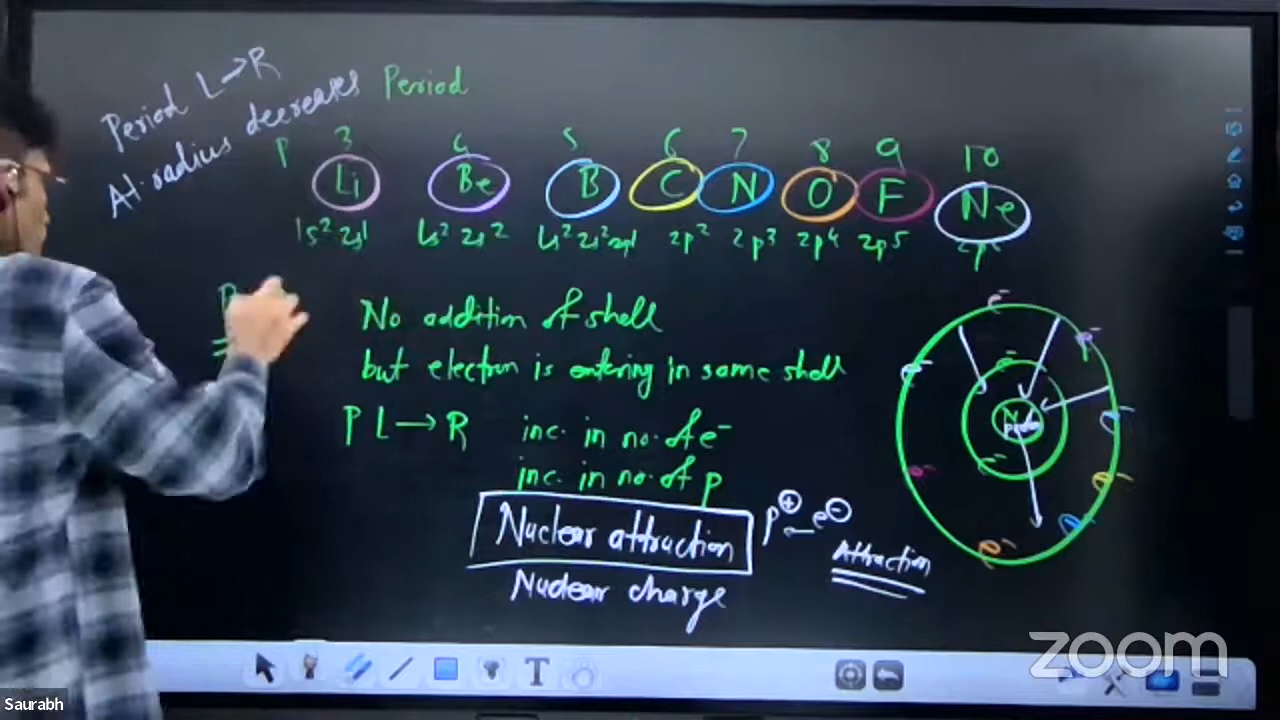 Period L→R
At. radius decreases
Period
P 3 4 5 6 7 8 9 10
Li Be B C N O F Ne
1s² 2s¹ 1s² 2s² 1s² 2s² 2p¹ 2p² 2p³ 2p⁴ 2p⁵
No addition of shell
but electron is entering in same shell
P L→R inc. in no. of e⁻
inc. in no. of p
Nuclear attraction
P⊕ e⊖
Attraction
Nuclear charge
e⁻
e⁻
e⁻
e⁻
e⁻
e⁻
e⁻
e⁻
e⁻
e⁻
N
T
zoom
Saurabh